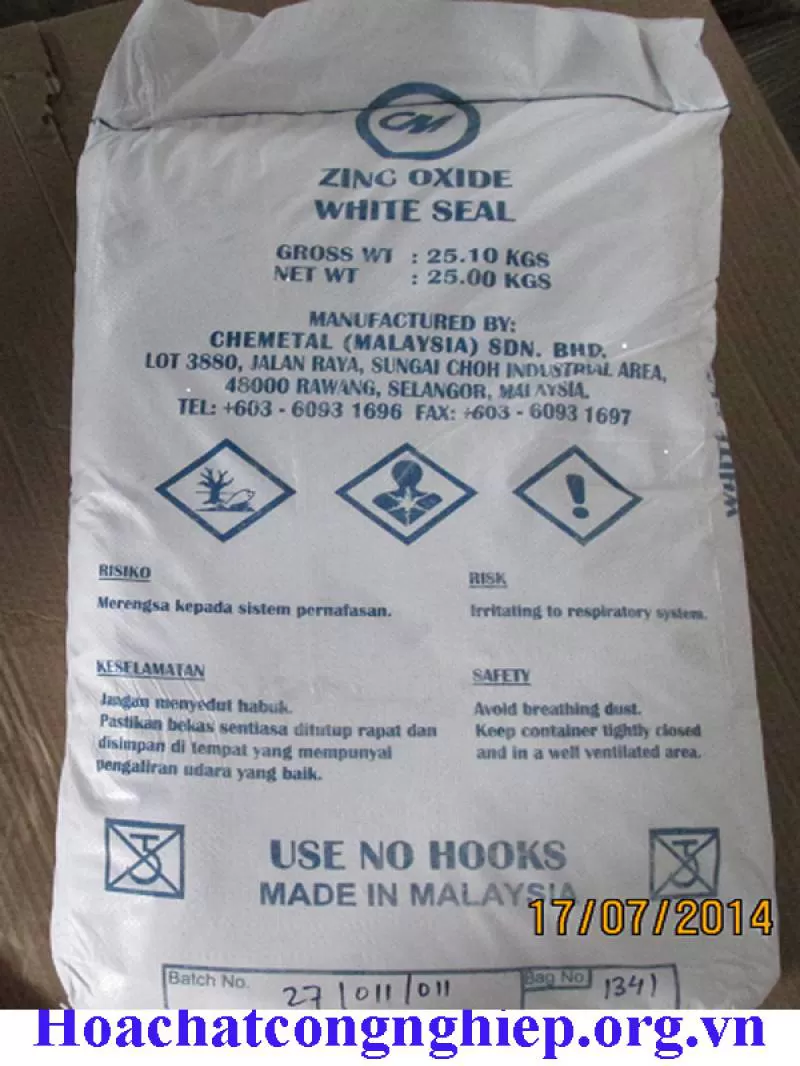 CM
ZINC OXIDE
WHITE SEAL
GROSS WT : 25.10 KGS
NET WT : 25.00 KGS
MANUFACTURED BY:
CHEMETAL (MALAYSIA) SDN. BHD.
LOT 3880, JALAN RAYA, SUNGAI CHOH INDUSTRIAL AREA,
48000 RAWANG, SELANGOR, MALAYSIA.
TEL: +603 - 6093 1696 FAX: +603 - 6093 1697
WHITE
RISIKO
Merengsa kepada sistem pernafasan.
RISK
Irritating to respiratory system.
KESELAMATAN
Jangan menyedut habuk.
Pastikan bekas sentiasa ditutup rapat dan
disimpan di tempat yang mempunyai
pengaliran udara yang baik.
SAFETY
Avoid breathing dust.
Keep container tightly closed
and in a well ventilated area.
USE NO HOOKS
MADE IN MALAYSIA
17/07/2014
Batch No. 27/011/011 Bag No 1341
Hoachatcongnghiep.org.vn